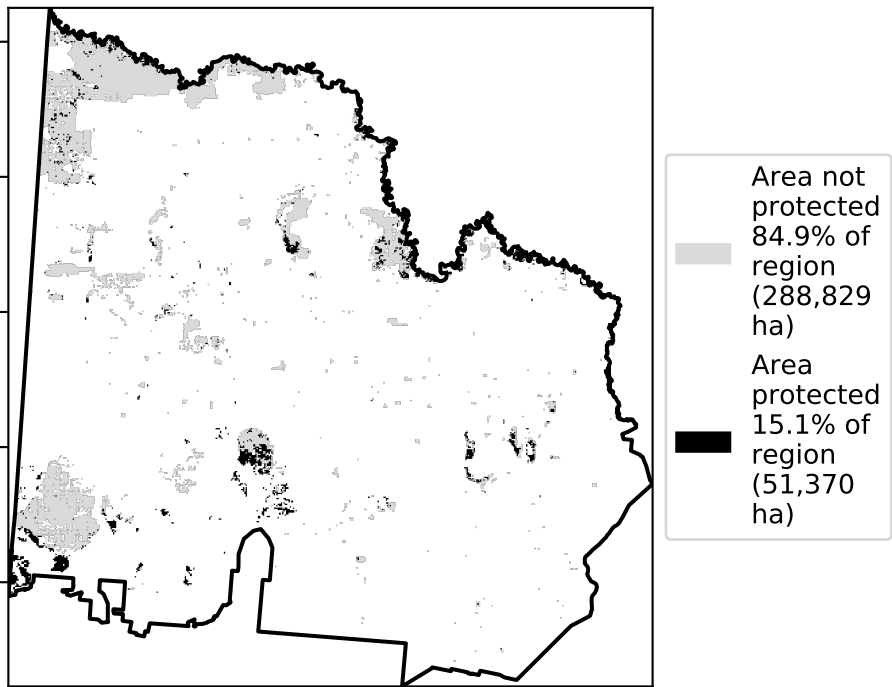 Area not
protected
84.9% of
region
(288,829
ha)
Area
protected
15.1% of
region
(51,370
ha)